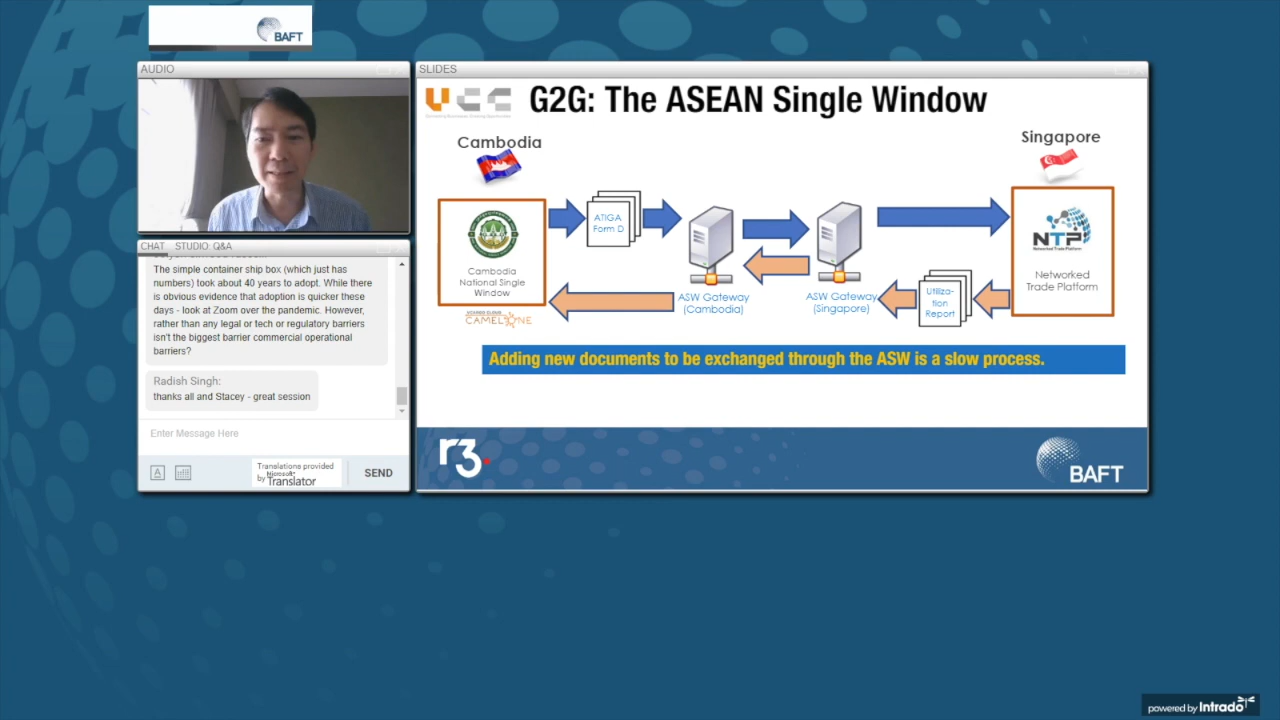 BAFT
AUDIO
SLIDES
UCC
G2G: The ASEAN Single Window
Cambodia
Singapore
ATIGA
Form D
NTP
Networked Trade Platform
Cambodia
National Single
Window
Networked
Trade Platform
ASW Gateway
(Cambodia)
ASW Gateway
(Singapore)
Utiliza-
tion
Report
CAMELONE
Adding new documents to be exchanged through the ASW is a slow process.
r3.
BAFT
CHAT
STUDIO: Q&A
The simple container ship box (which just has
numbers) took about 40 years to adopt. While there
is obvious evidence that adoption is quicker these
days - look at Zoom over the pandemic. However,
rather than any legal or tech or regulatory barriers
isn't the biggest barrier commercial operational
barriers?
Radish Singh:
thanks all and Stacey - great session
Enter Message Here
A
Translations provided
by Microsoft
Translator
SEND
powered by Intrado